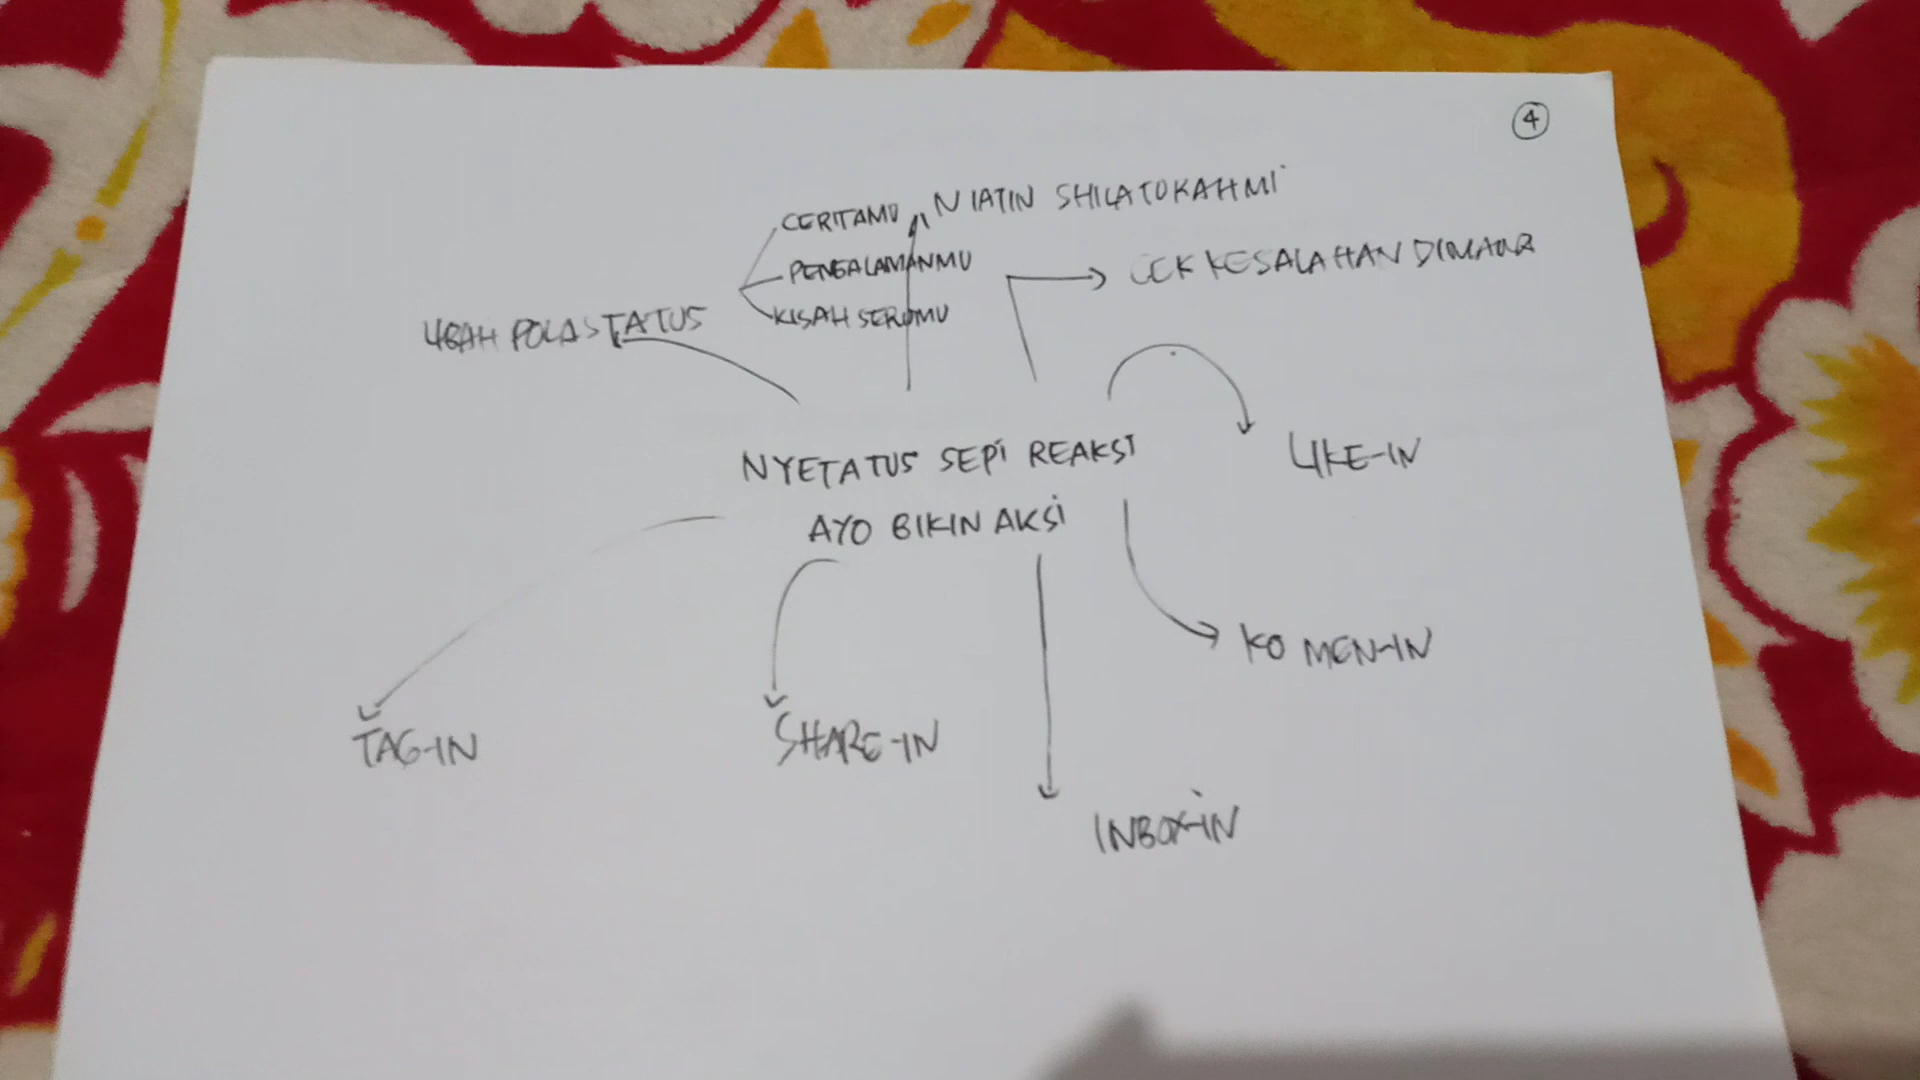 4
CERITAMU
NIATIN SHILATURAHMI
PENGALAMANMU
CEK KESALAHAN DIMANA
KISAH SERUMU
UBAH POLA STATUS
NYETATUS SEPI REAKSI
AYO BIKIN AKSI
LIKE-IN
KOMEN-IN
TAG-IN
SHARE-IN
INBOX-IN